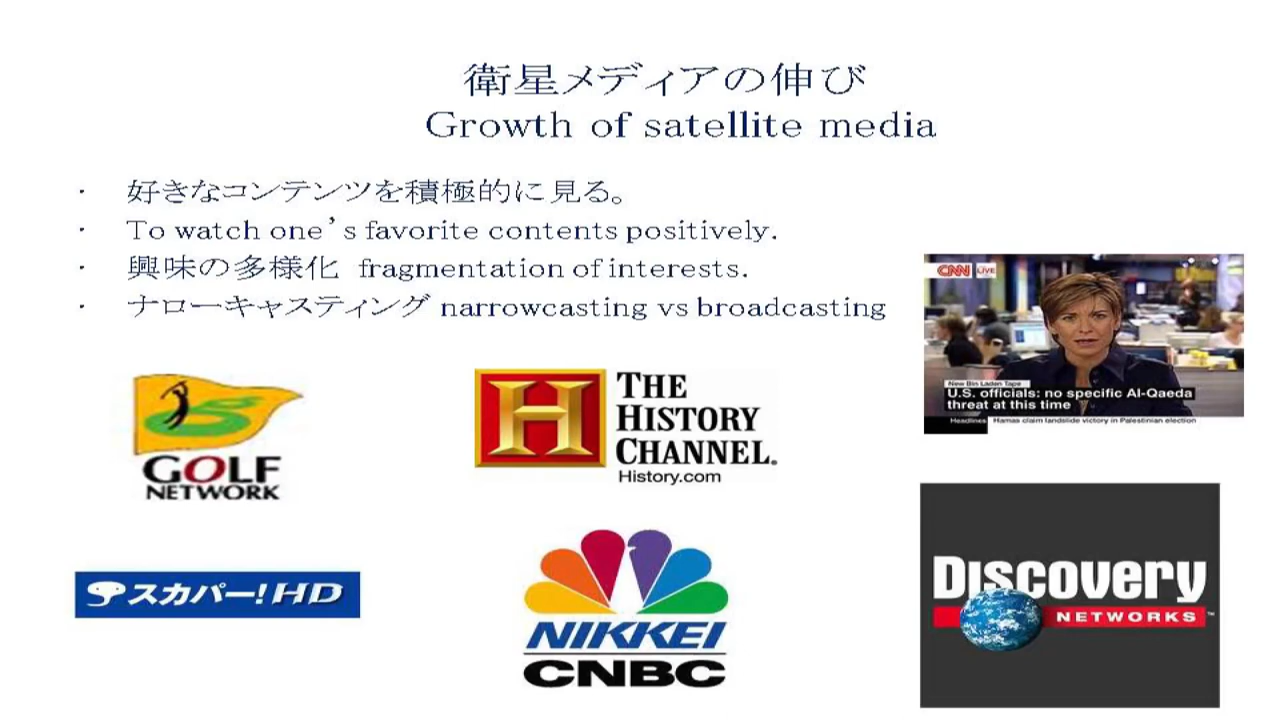 衛星メディアの伸び
Growth of satellite media
・ 好きなコンテンツを積極的に見る。
・ To watch one's favorite contents positively.
・ 興味の多様化 fragmentation of interests.
・ ナローキャスティング narrowcasting vs broadcasting
CNN LIVE
New Bin Laden Tape
U.S. officials: no specific Al-Qaeda
threat at this time
Headlines Hamas claim landslide victory in Palestinian election
GOLF
NETWORK
H
THE
HISTORY
CHANNEL.
History.com
スカパー!HD
NIKKEI
CNBC
Discovery
NETWORKS™